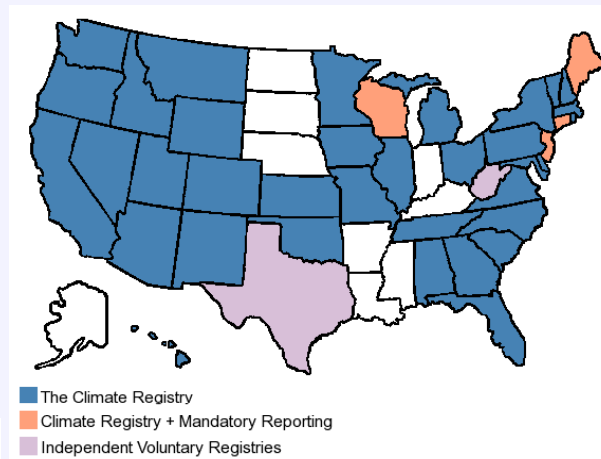 The Climate Registry
Climate Registry + Mandatory Reporting
Independent Voluntary Registries